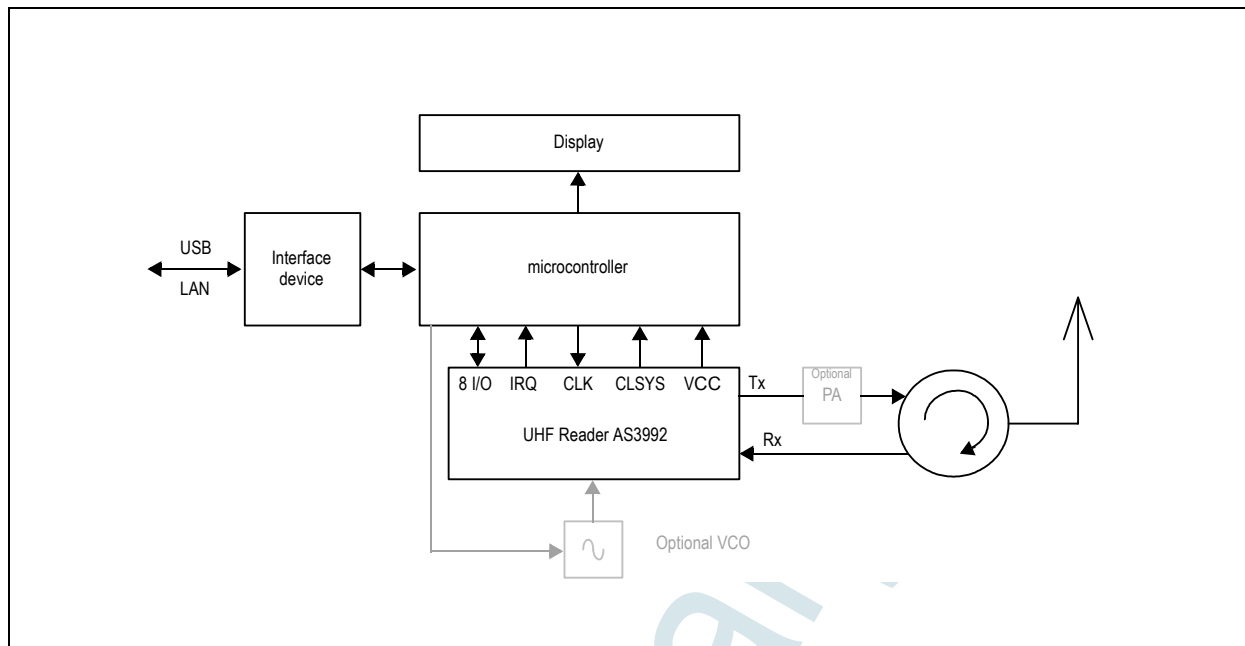 Display
USB
LAN
Interface
device
microcontroller
8 I/O IRQ CLK CLSYS VCC
Tx
Optional
PA
UHF Reader AS3992
Rx
Optional VCO